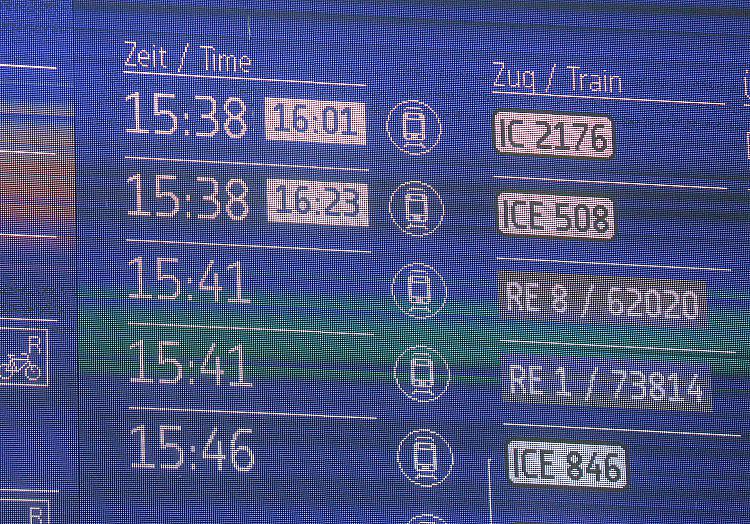 Zeit / Time Zug / Train
15:38 16:01 IC 2176
15:38 16:23 ICE 508
15:41 RE 8 / 62020
15:41 RE 1 / 73814
R
15:46 ICE 846
R